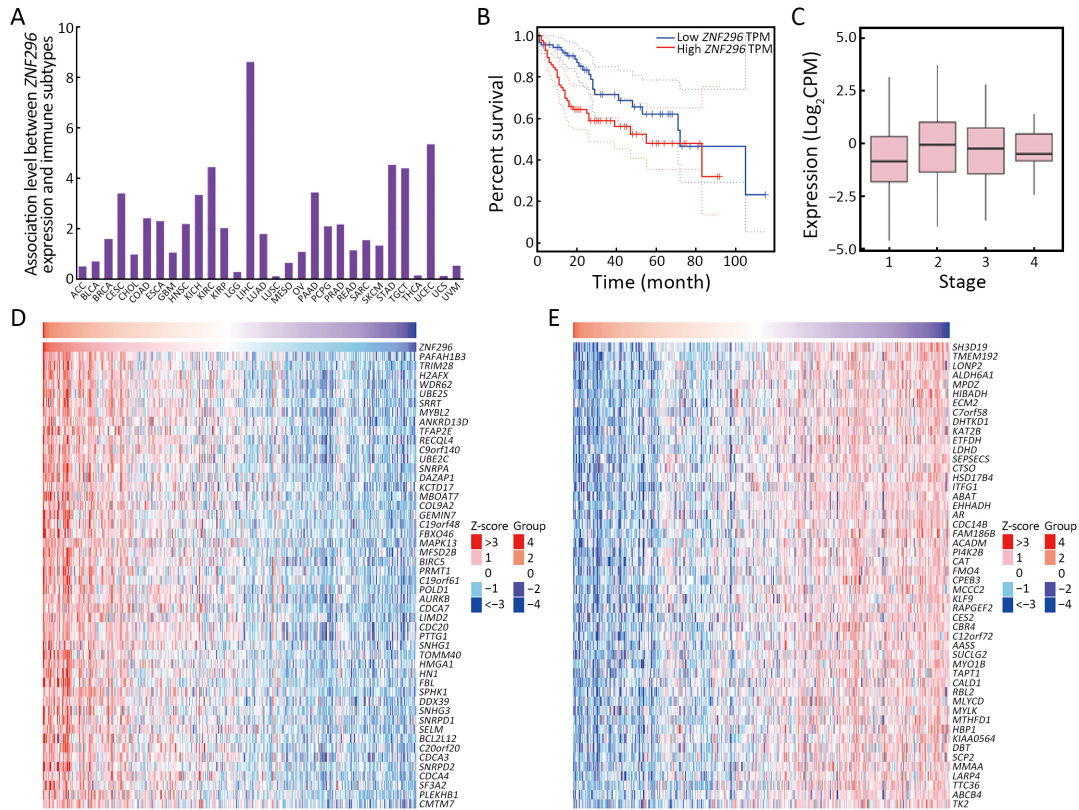 A
Association level between ZNF296
expression and immune subtypes
10
8
6
4
2
0
ACC
BLCA
BRCA
CESC
CHOL
COAD
ESCA
GBM
HNSC
KICH
KIRC
KIRP
LGG
LIHC
LUAD
LUSC
MESO
OV
PAAD
PCPG
PRAD
READ
SARC
SKCM
STAD
TGCT
THCA
UCEC
UCS
UVM
B
Percent survival
1.0
0.8
0.6
0.4
0.2
0
Low ZNF296 TPM
High ZNF296 TPM
0 20 40 60 80 100
Time (month)
C
Expression (Log2CPM)
5.0
2.5
0
−2.5
−5.0
1 2 3 4
Stage
D
ZNF296
PAFAH1B3
TRIM28
H2AFX
WDR62
UBE2S
SRRT
MYBL2
ANKRD13D
TFAP2E
RECQL4
C9orf140
UBE2C
SNRPA
DAZAP1
KCTD17
MBOAT7
COL9A2
GEMIN7
C19orf48
FBXO46
MAPK13
MFSD2B
BIRC5
PRMT1
C19orf61
POLD1
AURKB
CDCA7
LIMD2
CDC20
PTTG1
SNHG1
TOMM40
HMGA1
HN1
FBL
SPHK1
DDX39
SNHG3
SNRPD1
SELM
BCL2L12
C20orf20
CDCA3
SNRPD2
CDCA4
SF3A2
PLEKHB1
CMTM7
Z-score Group
>3 4
1 2
0 0
−1 −2
<−3 −4
E
SH3D19
TMEM192
LONP2
ALDH6A1
MPDZ
HIBADH
ECM2
C7orf58
DHTKD1
KAT2B
ETFDH
LDHD
SEPSECS
CTSO
HSD17B4
ITFG1
ABAT
EHHADH
AR
CDC14B
FAM186B
ACADM
PI4K2B
CAT
FMO4
CPEB3
MCCC2
KLF9
RAPGEF2
CES2
CBR4
C12orf72
AASS
SUCLG2
MYO1B
TAPT1
CALD1
RBL2
MLYCD
MYLK
MTHFD1
HBP1
KIAA0564
DBT
SCP2
MMAA
LARP4
TTC36
ABCB4
TK2
Z-score Group
>3 4
1 2
0 0
−1 −2
<−3 −4